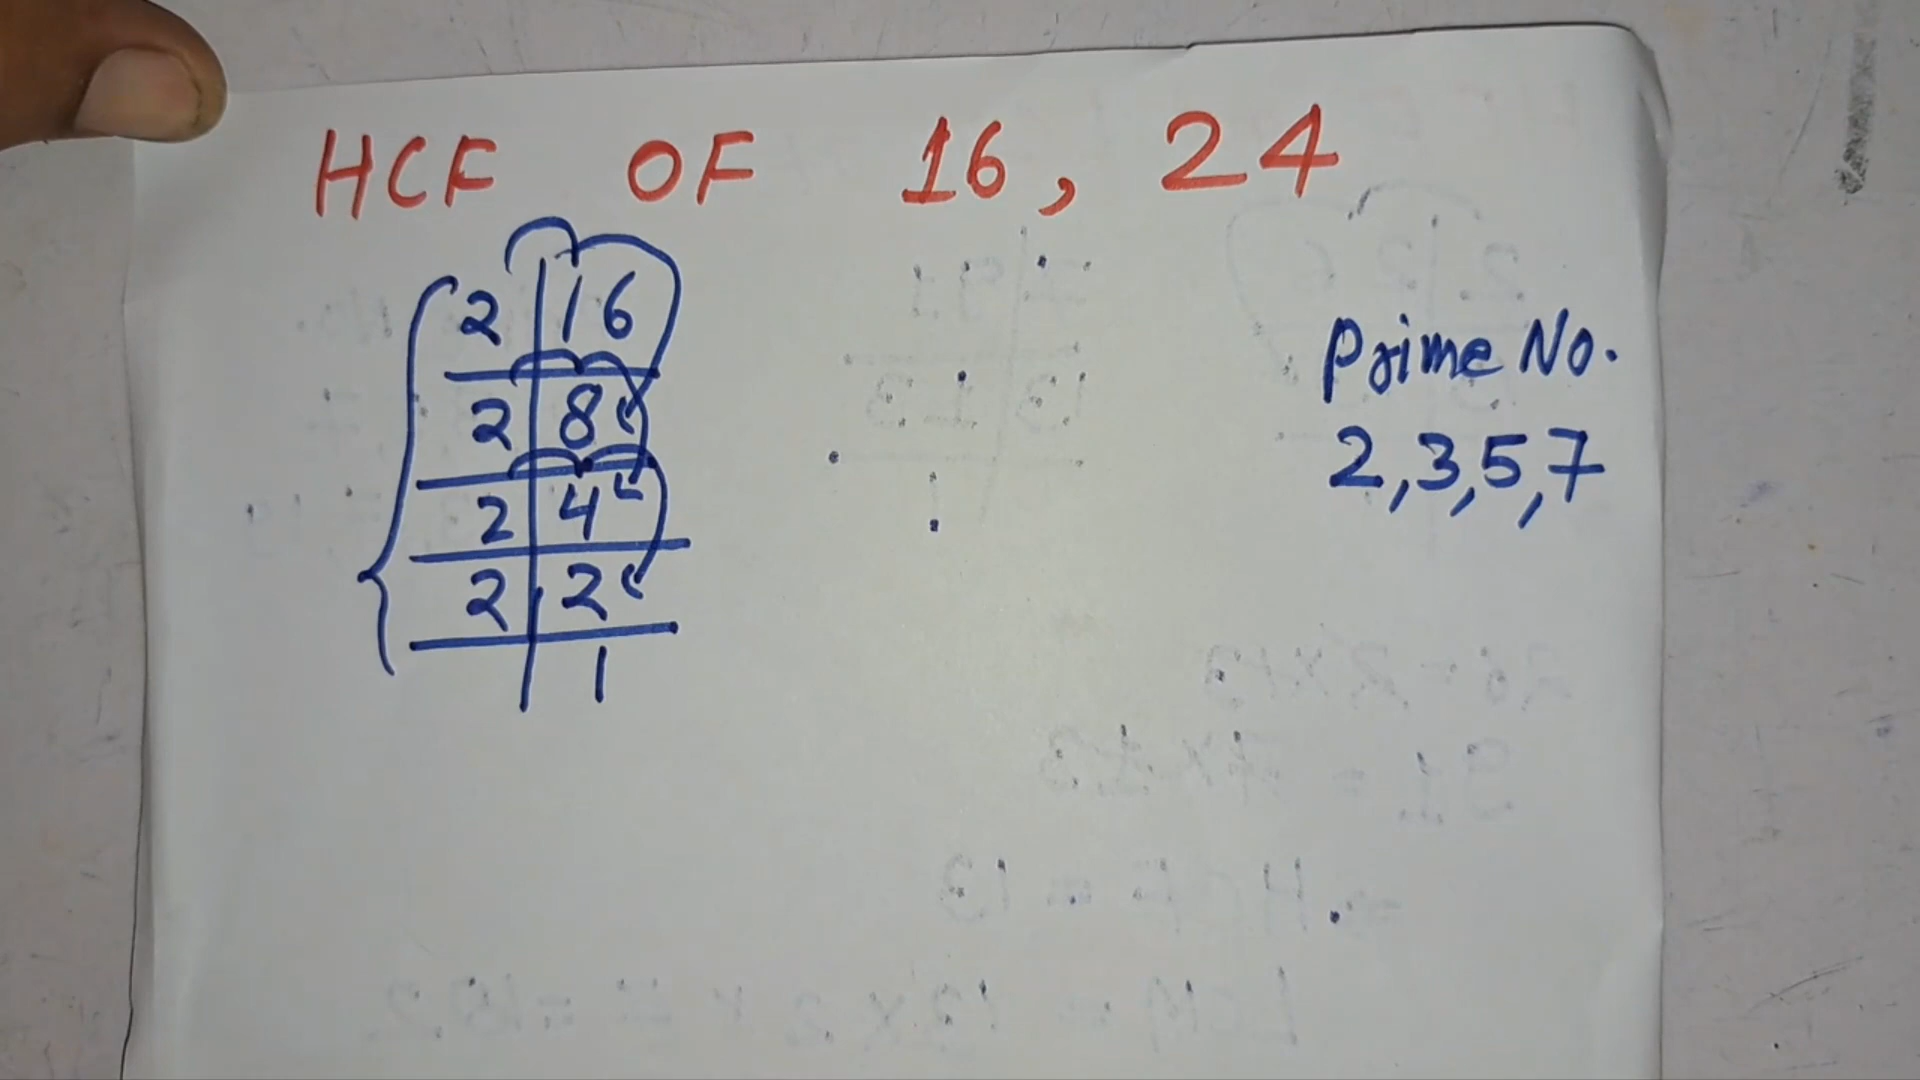 HCF OF 16, 24
2 | 16
2 | 8
2 | 4
2 | 2
1
Prime No.
2,3,5,7